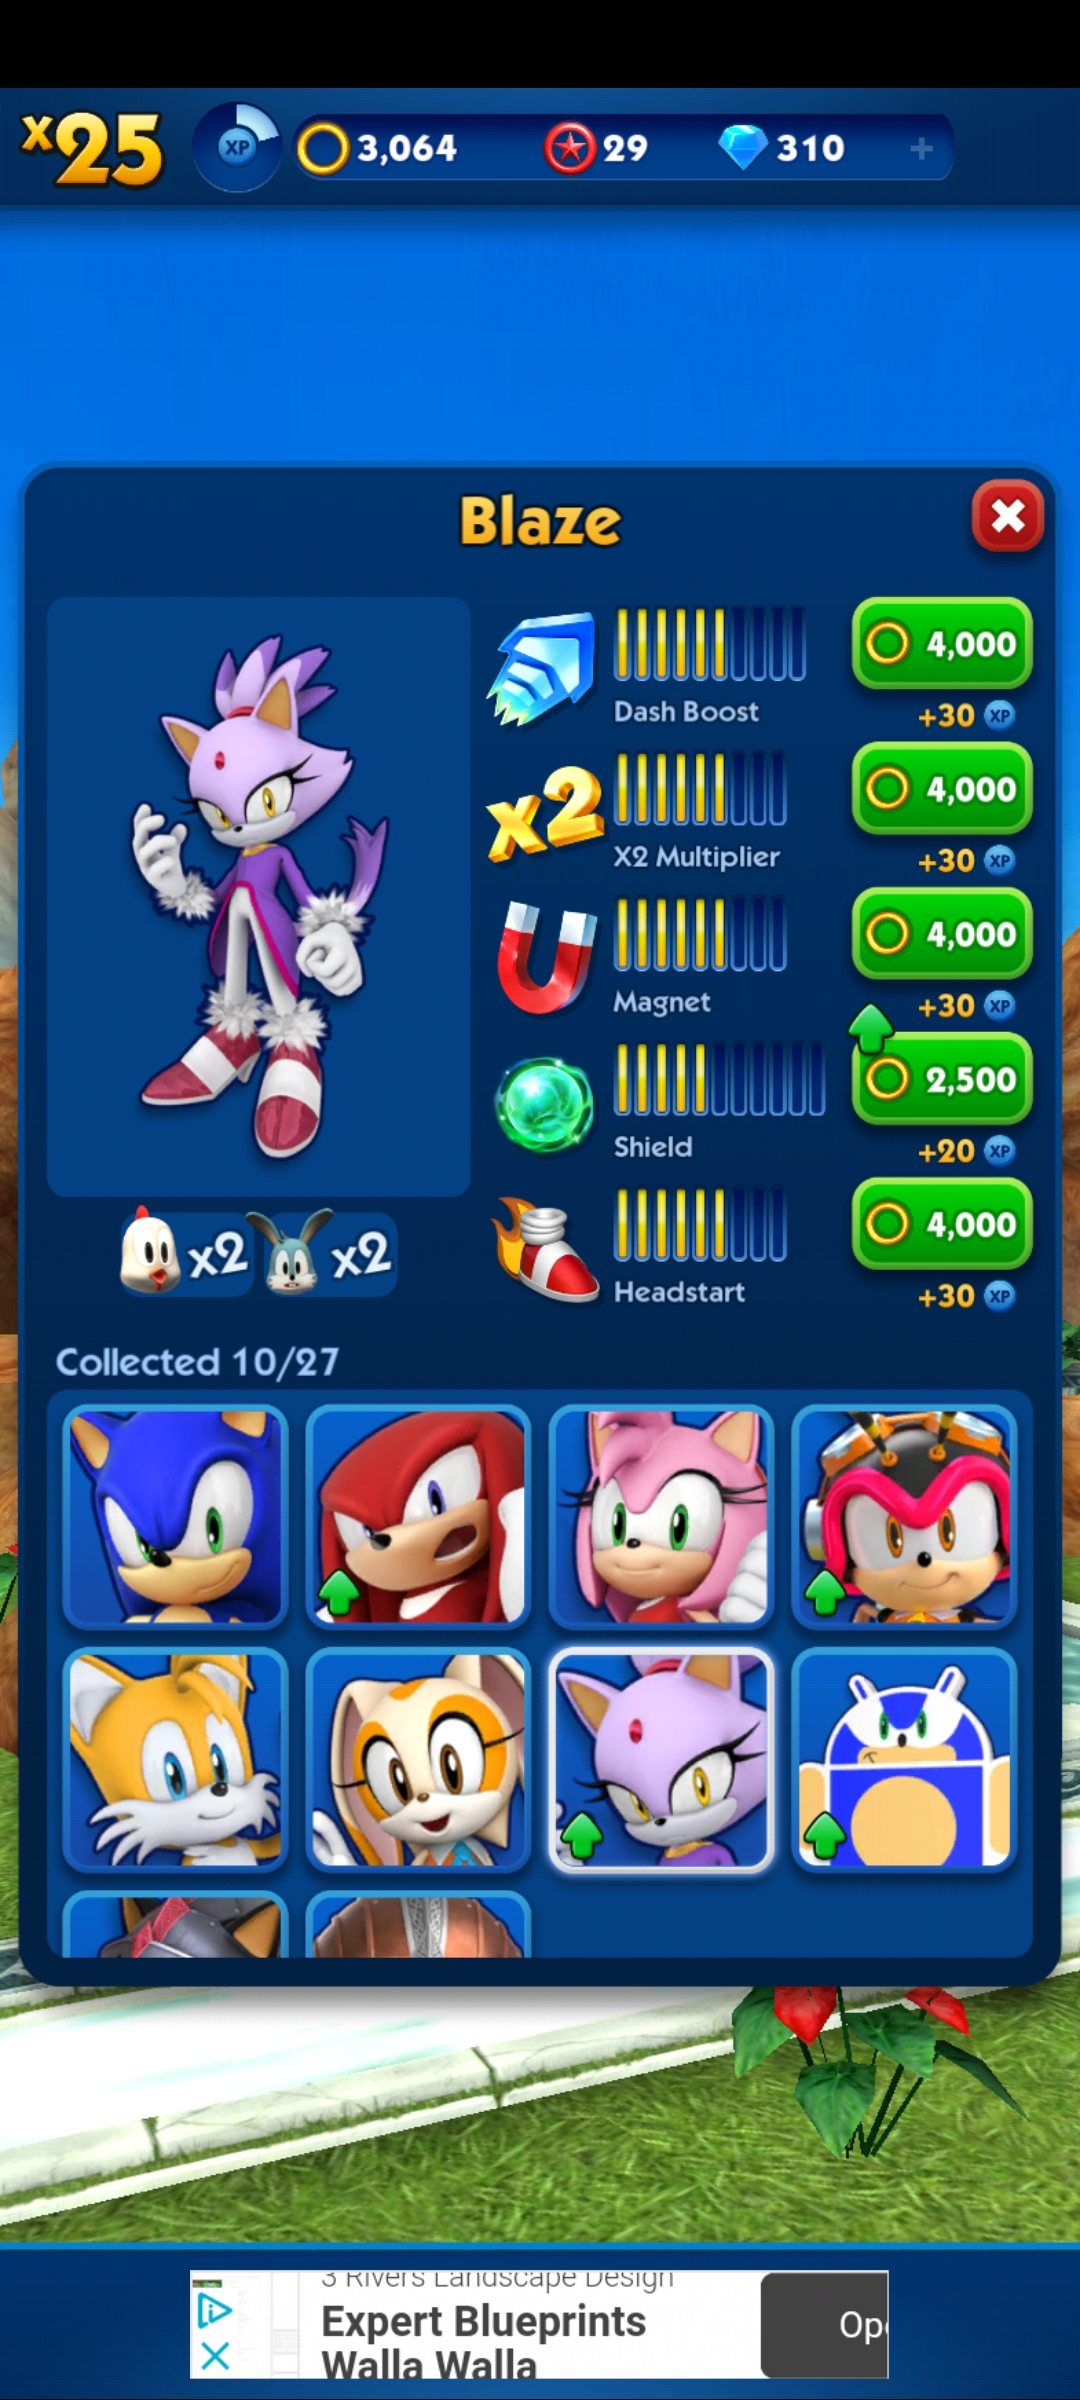 x25 XP 3,064 29 310 +
Blaze
4,000
Dash Boost
+30 XP
x2
4,000
X2 Multiplier
+30 XP
4,000
Magnet
+30 XP
2,500
Shield
+20 XP
x2 x2
4,000
Headstart
+30 XP
Collected 10/27
3 Rivers Landscape Design
Expert Blueprints
Walla Walla
Ope